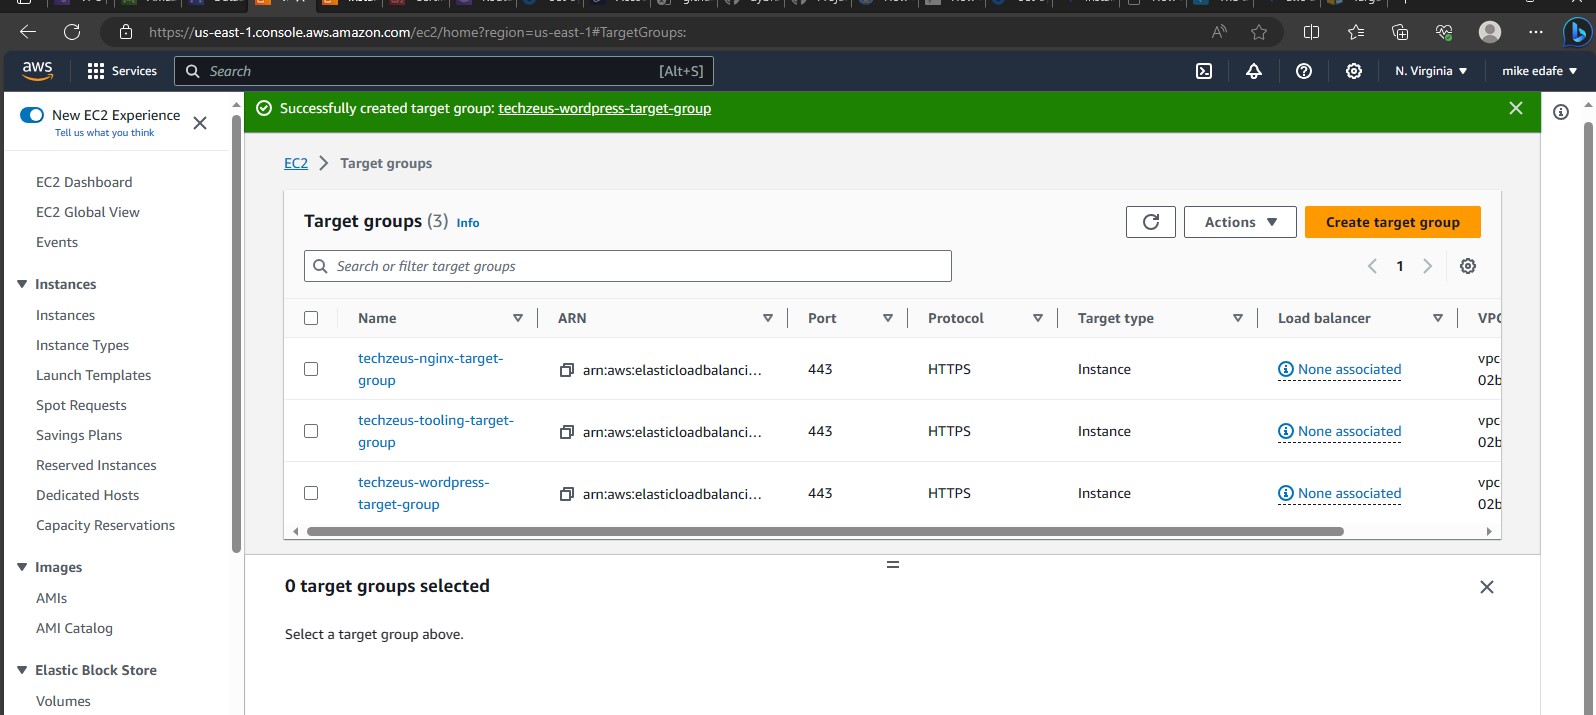 https://us-east-1.console.aws.amazon.com/ec2/home?region=us-east-1#TargetGroups:
aws
Services
Search
[Alt+S]
N. Virginia
mike edafe
New EC2 Experience
Tell us what you think
EC2 Dashboard
EC2 Global View
Events
Instances
Instances
Instance Types
Launch Templates
Spot Requests
Savings Plans
Reserved Instances
Dedicated Hosts
Capacity Reservations
Images
AMIs
AMI Catalog
Elastic Block Store
Volumes
Successfully created target group: techzeus-wordpress-target-group
EC2 > Target groups
Target groups (3) Info
Actions
Create target group
Search or filter target groups
1
Name ARN Port Protocol Target type Load balancer
techzeus-nginx-target-
group
arn:aws:elasticloadbalanci...
443 HTTPS Instance None associated
vpc
02b
techzeus-tooling-target-
group
arn:aws:elasticloadbalanci...
443 HTTPS Instance None associated
vpc
02b
techzeus-wordpress-
target-group
arn:aws:elasticloadbalanci...
443 HTTPS Instance None associated
vpc
02b
0 target groups selected
Select a target group above.